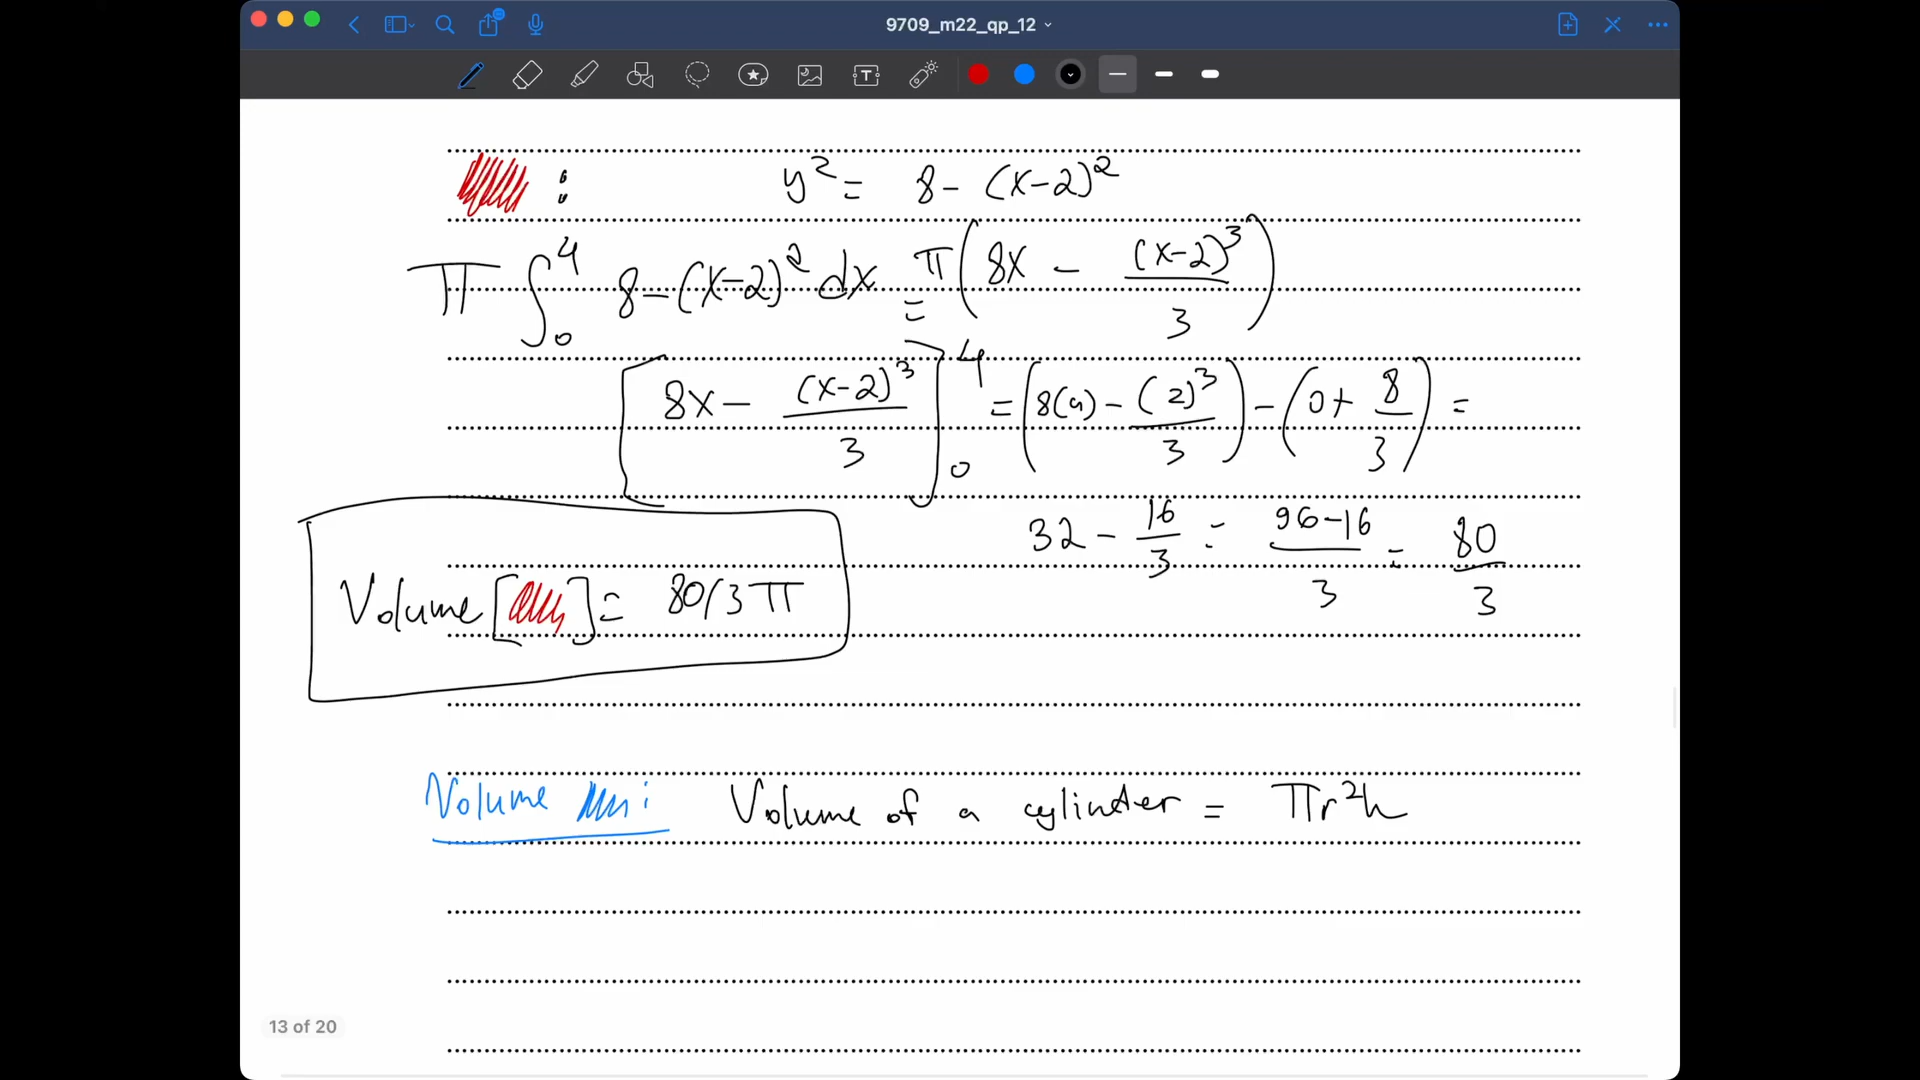 9709_m22_qp_12
: y² = 8 - (x-2)²
π ∫₀⁴ 8-(x-2)² dx = π(8x - (x-2)³/3)
[8x - (x-2)³/3]₀⁴ = (8(4) - (2)³/3) - (0 + 8/3) =
32 - 16/3 = 96-16/3 = 80/3
Volume [ ] = 80/3 π
Volume : Volume of a cylinder = πr²h
13 of 20